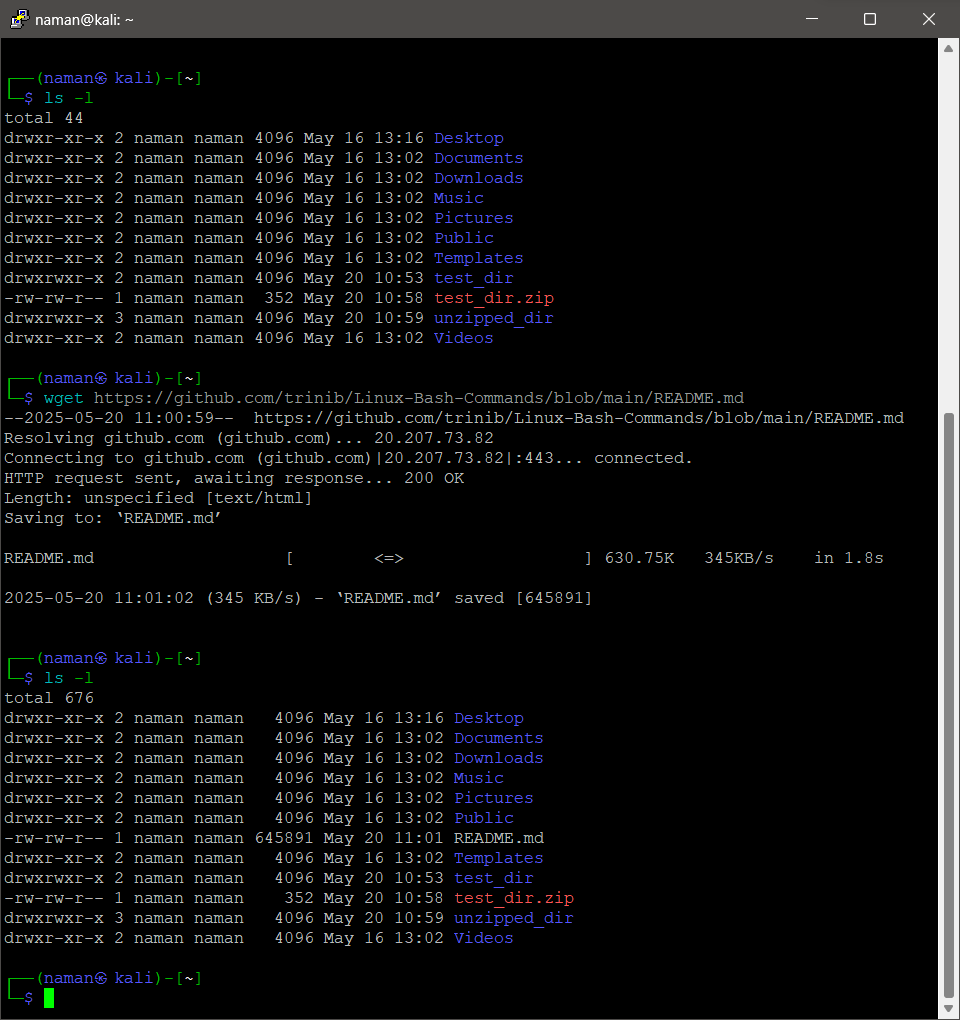 naman@kali: ~
┌──(naman㉿ kali)-[~]
└─$ ls -l
total 44
drwxr-xr-x 2 naman naman 4096 May 16 13:16 Desktop
drwxr-xr-x 2 naman naman 4096 May 16 13:02 Documents
drwxr-xr-x 2 naman naman 4096 May 16 13:02 Downloads
drwxr-xr-x 2 naman naman 4096 May 16 13:02 Music
drwxr-xr-x 2 naman naman 4096 May 16 13:02 Pictures
drwxr-xr-x 2 naman naman 4096 May 16 13:02 Public
drwxr-xr-x 2 naman naman 4096 May 16 13:02 Templates
drwxrwxr-x 2 naman naman 4096 May 20 10:53 test_dir
-rw-rw-r-- 1 naman naman  352 May 20 10:58 test_dir.zip
drwxrwxr-x 3 naman naman 4096 May 20 10:59 unzipped_dir
drwxr-xr-x 2 naman naman 4096 May 16 13:02 Videos
┌──(naman㉿ kali)-[~]
└─$ wget https://github.com/trinib/Linux-Bash-Commands/blob/main/README.md
--2025-05-20 11:00:59--  https://github.com/trinib/Linux-Bash-Commands/blob/main/README.md
Resolving github.com (github.com)... 20.207.73.82
Connecting to github.com (github.com)|20.207.73.82|:443... connected.
HTTP request sent, awaiting response... 200 OK
Length: unspecified [text/html]
Saving to: ‘README.md’
README.md                   [        <=>                  ] 630.75K   345KB/s    in 1.8s
2025-05-20 11:01:02 (345 KB/s) - ‘README.md’ saved [645891]
┌──(naman㉿ kali)-[~]
└─$ ls -l
total 676
drwxr-xr-x 2 naman naman   4096 May 16 13:16 Desktop
drwxr-xr-x 2 naman naman   4096 May 16 13:02 Documents
drwxr-xr-x 2 naman naman   4096 May 16 13:02 Downloads
drwxr-xr-x 2 naman naman   4096 May 16 13:02 Music
drwxr-xr-x 2 naman naman   4096 May 16 13:02 Pictures
drwxr-xr-x 2 naman naman   4096 May 16 13:02 Public
-rw-rw-r-- 1 naman naman 645891 May 20 11:01 README.md
drwxr-xr-x 2 naman naman   4096 May 16 13:02 Templates
drwxrwxr-x 2 naman naman   4096 May 20 10:53 test_dir
-rw-rw-r-- 1 naman naman    352 May 20 10:58 test_dir.zip
drwxrwxr-x 3 naman naman   4096 May 20 10:59 unzipped_dir
drwxr-xr-x 2 naman naman   4096 May 16 13:02 Videos
┌──(naman㉿ kali)-[~]
└─$